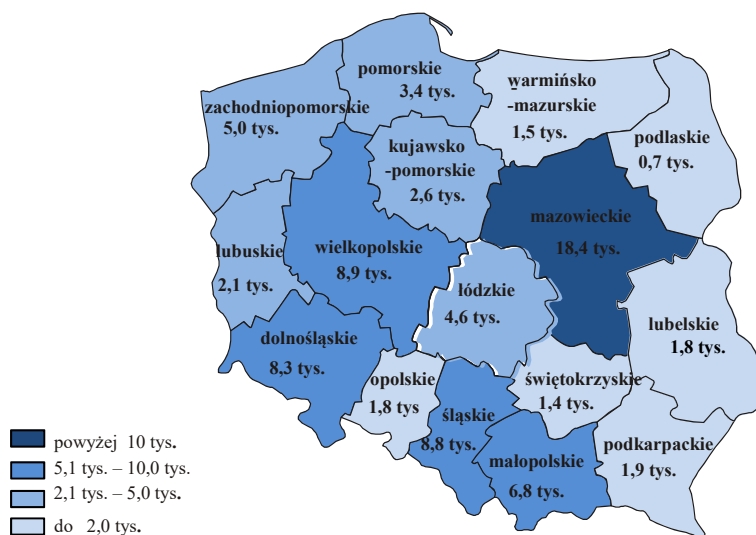 pomorskie
3,4 tys.
warmińsko
-mazurskie
1,5 tys.
zachodniopomorskie
5,0 tys.
podlaskie
0,7 tys.
kujawsko
-pomorskie
2,6 tys.
mazowieckie
18,4 tys.
lubuskie
2,1 tys.
wielkopolskie
8,9 tys.
łódzkie
4,6 tys.
lubelskie
1,8 tys.
dolnośląskie
8,3 tys.
opolskie
1,8 tys
świętokrzyskie
1,4 tys.
śląskie
8,8 tys.
małopolskie
6,8 tys.
podkarpackie
1,9 tys.
powyżej 10 tys.
5,1 tys. – 10,0 tys.
2,1 tys. – 5,0 tys.
do 2,0 tys.